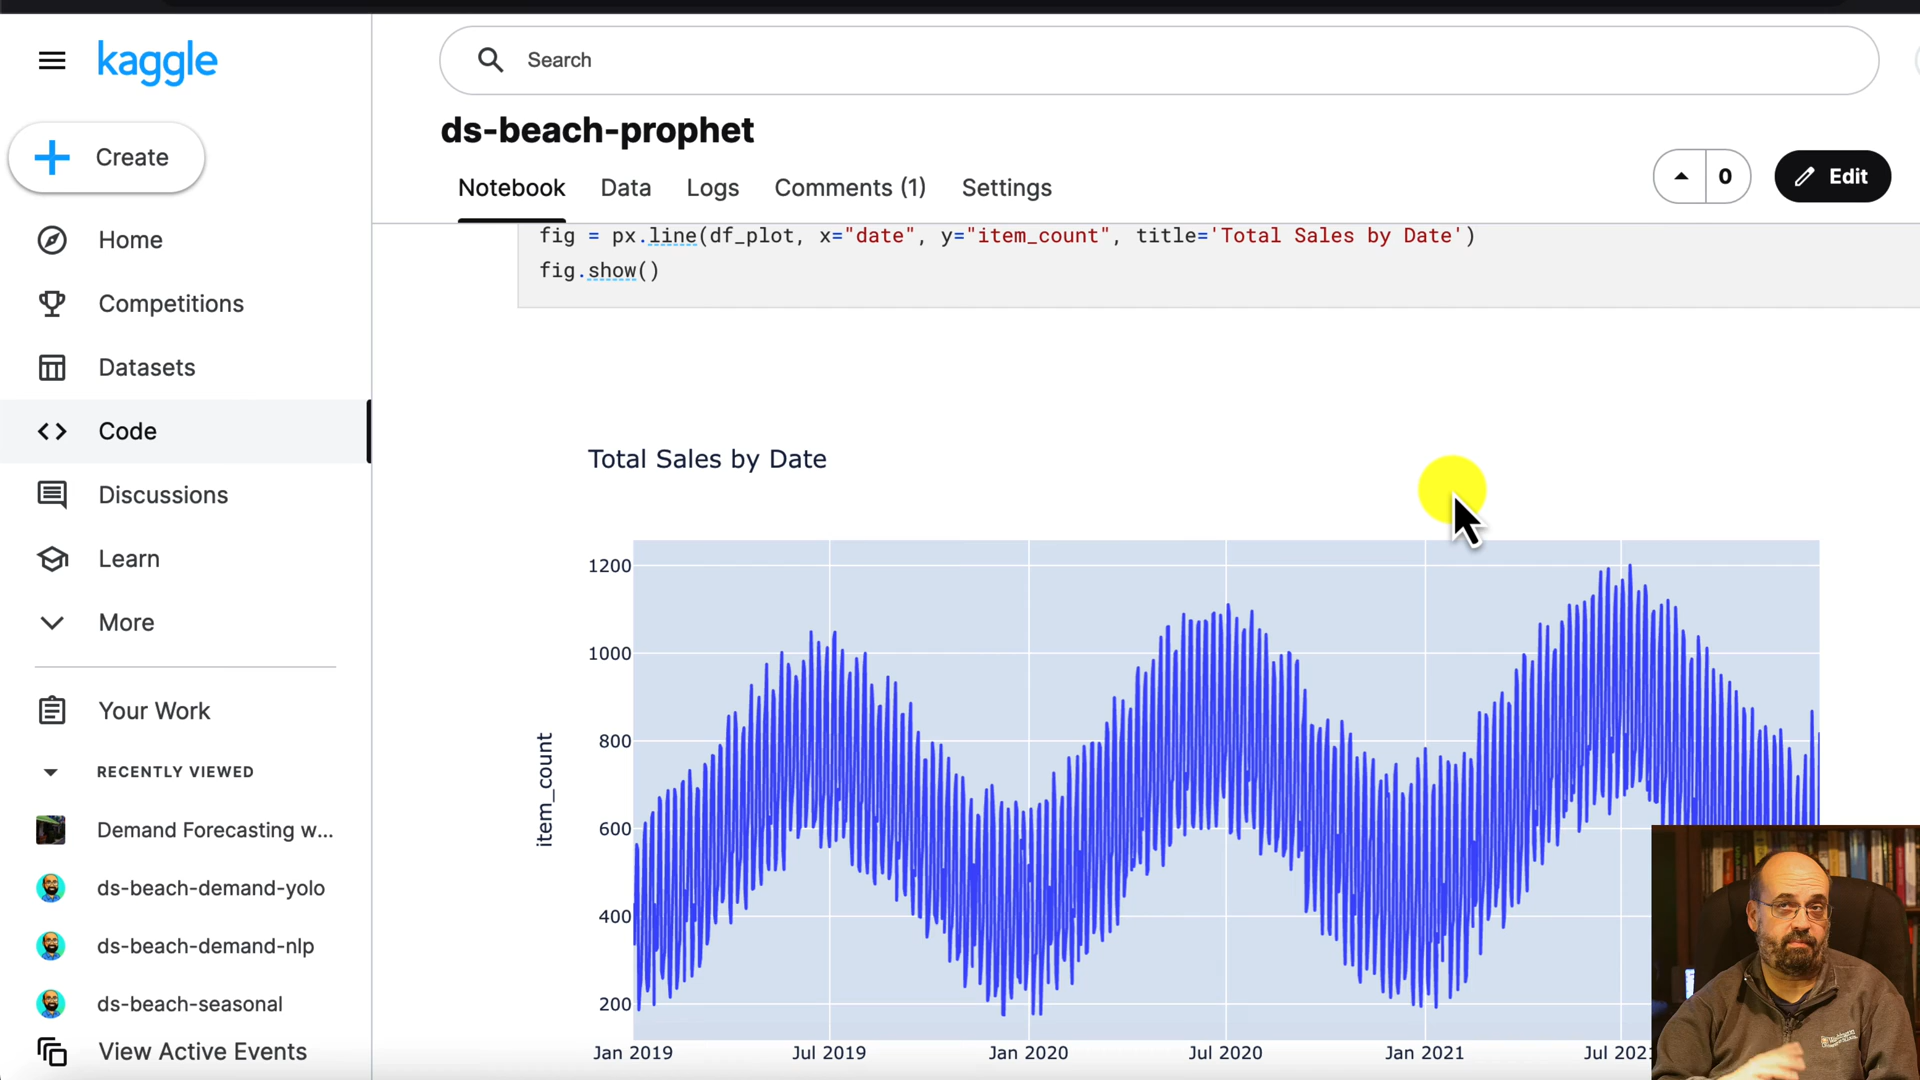 kaggle
Search
ds-beach-prophet
Create
Notebook
Data
Logs
Comments (1)
Settings
0
Edit
fig = px.line(df_plot, x="date", y="item_count", title='Total Sales by Date')
fig.show()
Home
Competitions
Datasets
Code
Discussions
Learn
More
Your Work
RECENTLY VIEWED
Demand Forecasting w...
ds-beach-demand-yolo
ds-beach-demand-nlp
ds-beach-seasonal
View Active Events
Total Sales by Date
1200
1000
800
600
400
200
item_count
Jan 2019
Jul 2019
Jan 2020
Jul 2020
Jan 2021
Jul 2021